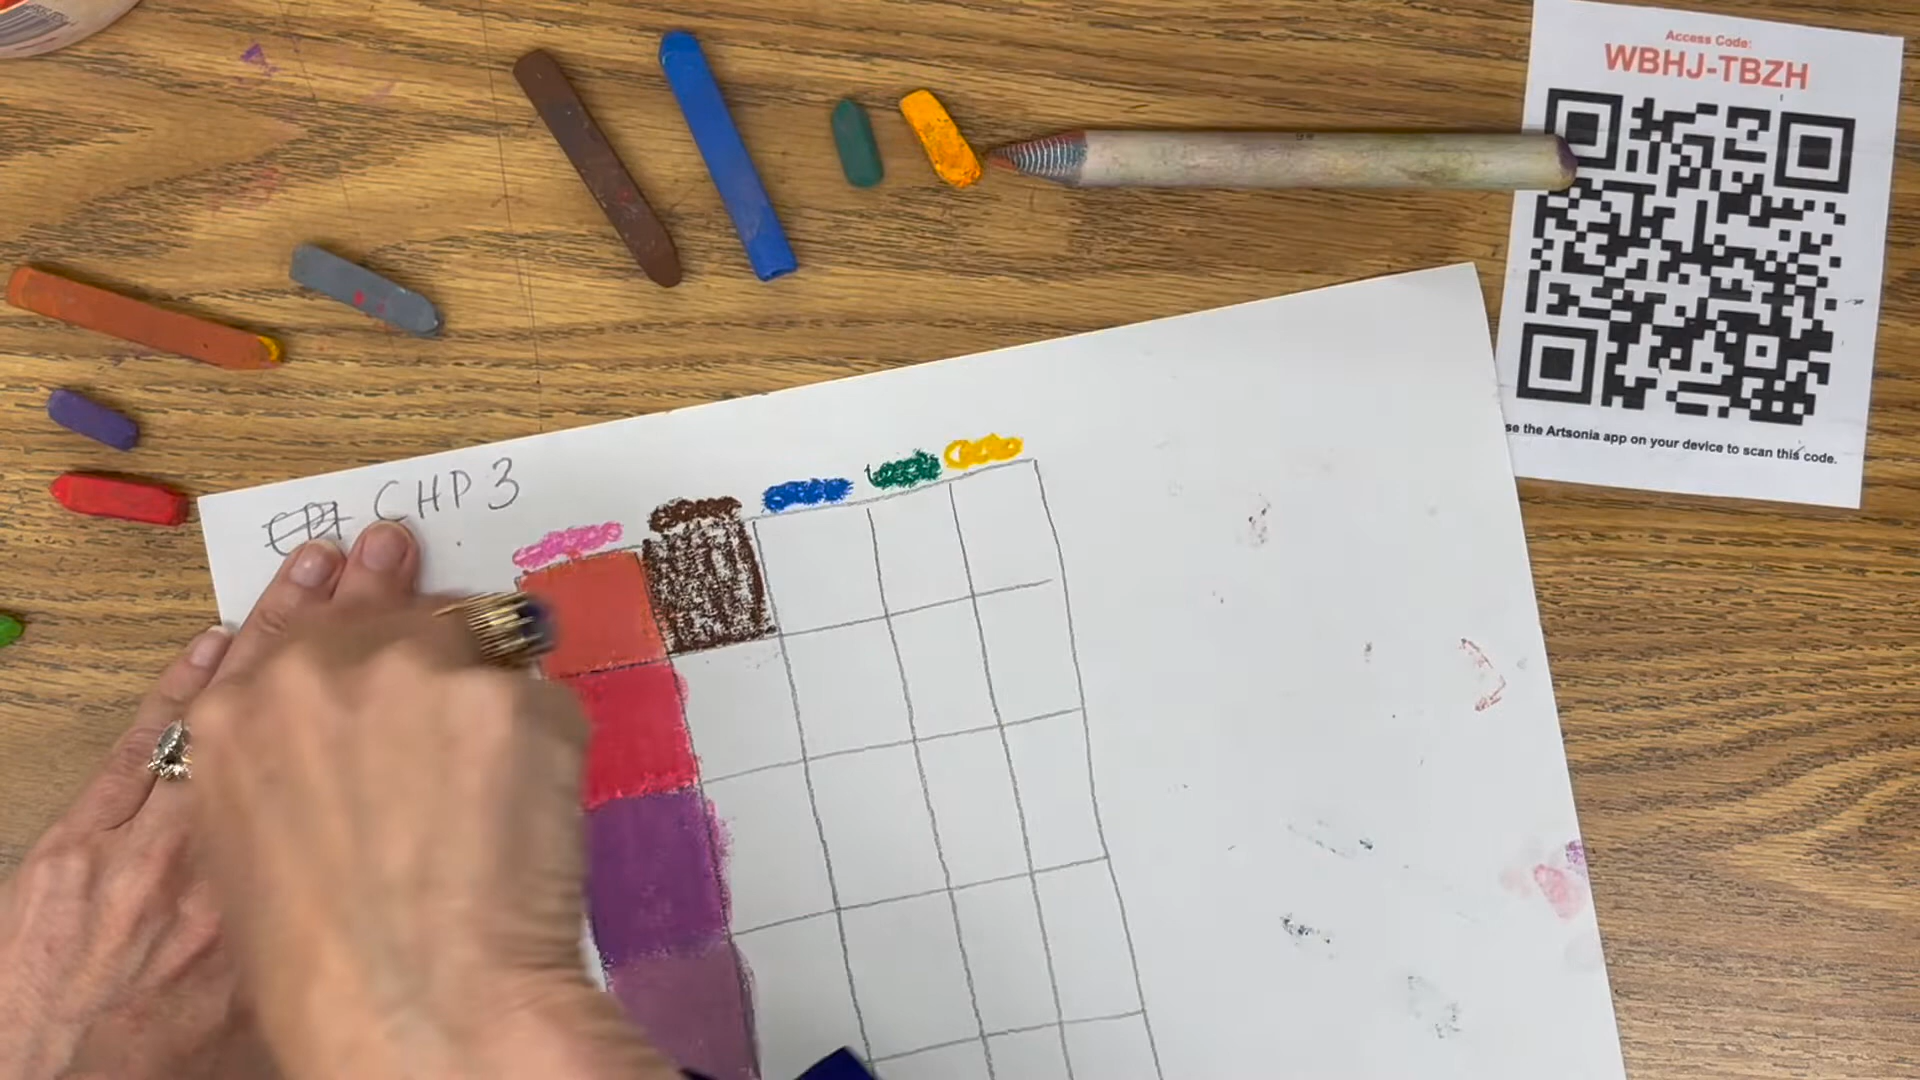 Access Code:
WBHJ-TBZH
se the Artsonia app on your device to scan this code.
CHP 3